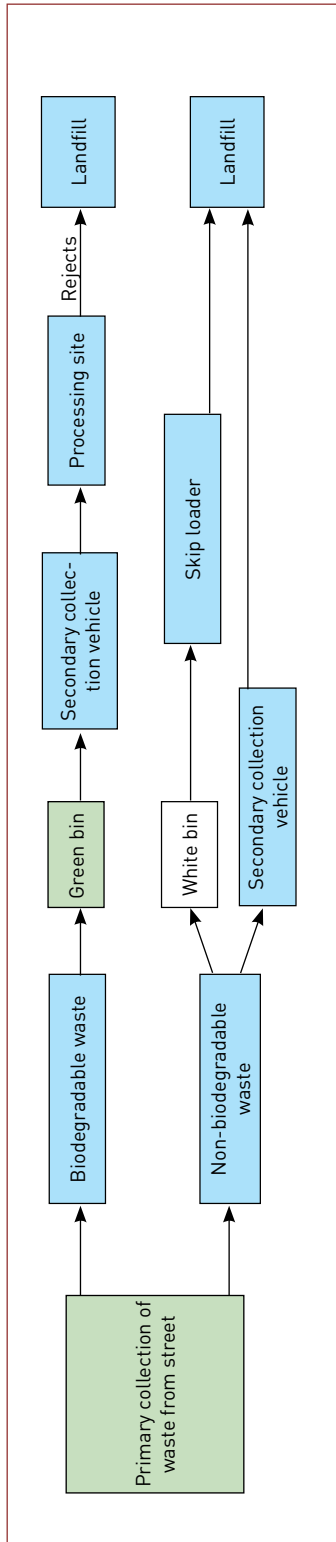 Primary collection of
waste from street
Biodegradable waste
Green bin
Secondary collec-
tion vehicle
Processing site
Rejects
Landfill
Non-biodegradable
waste
White bin
Skip loader
Secondary collection
vehicle
Landfill